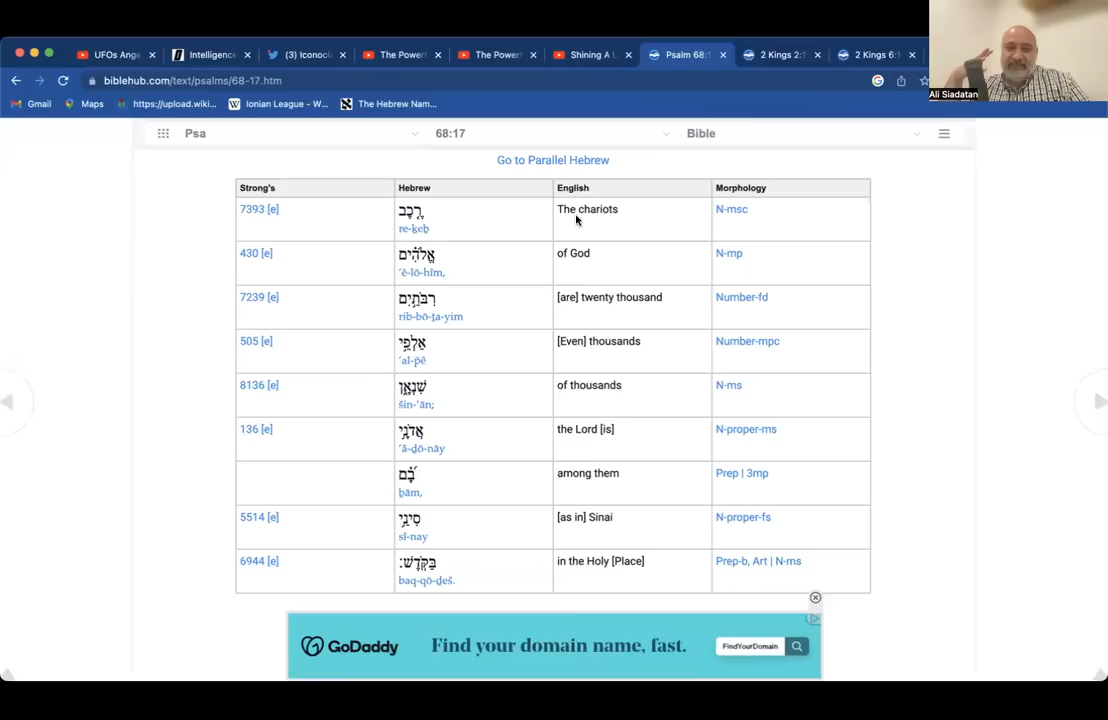 UFOs Ange
Intelligence
(3) Iconocl
The Power
The Power
Shining A L
Psalm 68:1
2 Kings 2:1
2 Kings 6:1
biblehub.com/text/psalms/68-17.htm
Gmail
Maps
https://upload.wiki...
Ionian League - W...
The Hebrew Nam...
Ali Siadatan
Psa
68:17
Bible
Go to Parallel Hebrew
Strong's Hebrew English Morphology
7393 [e] רֶ֤כֶב The chariots N-msc
re-ḵeḇ
430 [e] אֱלֹהִ֗ים of God N-mp
’ĕ-lō-hîm,
7239 [e] רִבֹּתַ֣יִם [are] twenty thousand Number-fd
rib-bō-ṯa-yim
505 [e] אַלְפֵ֣י [Even] thousands Number-mpc
’al-p̄ê
8136 [e] שִׁנְאָ֑ן of thousands N-ms
šin-’ān;
136 [e] אֲדֹנָ֥י the Lord [is] N-proper-ms
’ă-ḏō-nāy
בָ֝֗ם among them Prep | 3mp
ḇām,
5514 [e] סִינַ֥י [as in] Sinai N-proper-fs
sî-nay
6944 [e] בַּקֹּֽדֶשׁ׃ in the Holy [Place] Prep-b, Art | N-ms
baq-qō-ḏeš.
GoDaddy
Find your domain name, fast.
FindYourDomain